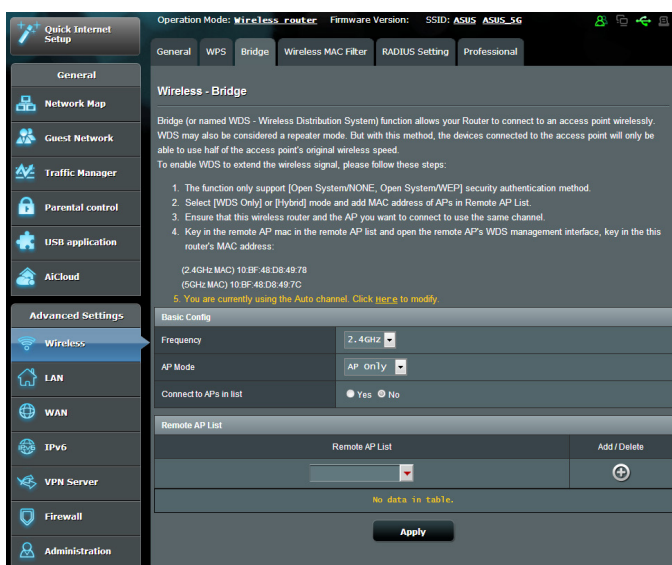 Quick Internet
Setup
General
Network Map
Guest Network
Traffic Manager
Parental control
USB application
AiCloud
Advanced Settings
Wireless
LAN
WAN
IPv6
VPN Server
Firewall
Administration
Operation Mode: Wireless router Firmware Version: SSID: ASUS ASUS_5G
General WPS Bridge Wireless MAC Filter RADIUS Setting Professional
Wireless - Bridge
Bridge (or named WDS - Wireless Distribution System) function allows your Router to connect to an access point wirelessly.
WDS may also be considered a repeater mode. But with this method, the devices connected to the access point will only be
able to use half of the access point's original wireless speed.
To enable WDS to extend the wireless signal, please follow these steps:
1. The function only support [Open System/NONE, Open System/WEP] security authentication method.
2. Select [WDS Only] or [Hybrid] mode and add MAC address of APs in Remote AP List.
3. Ensure that this wireless router and the AP you want to connect to use the same channel.
4. Key in the remote AP mac in the remote AP list and open the remote AP's WDS management interface, key in the this
router's MAC address:
(2.4GHz MAC) 10:BF:48:D8:49:78
(5GHz MAC) 10:BF:48:D8:49:7C
5. You are currently using the Auto channel. Click Here to modify.
Basic Config
Frequency 2.4GHz
AP Mode AP Only
Connect to APs in list Yes No
Remote AP List
Remote AP List Add / Delete
No data in table.
Apply